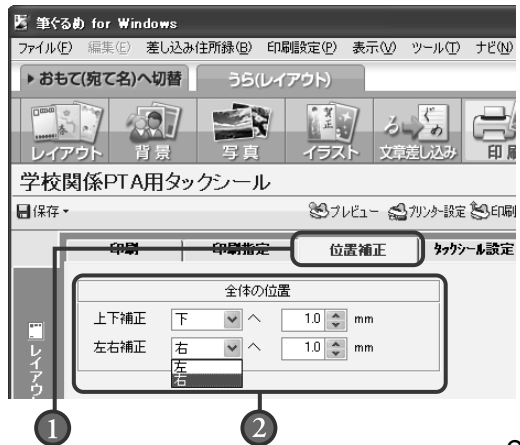 筆ぐるめ for Windows
ファイル(F) 編集(E) 差し込み住所録(B) 印刷設定(P) 表示(V) ツール(T) ナビ(N)
おもて(宛て名)へ切替 うら(レイアウト)
レイアウト 背景 写真 イラスト 文章差し込み 印刷
学校関係PTA用タックシール
保存 プレビュー プリンタ設定 印刷
印刷 印刷指定 位置補正 タックシール設定
全体の位置
上下補正 下 へ 1.0 mm
左右補正 右 へ 1.0 mm
左
右
レイアウ
1 2